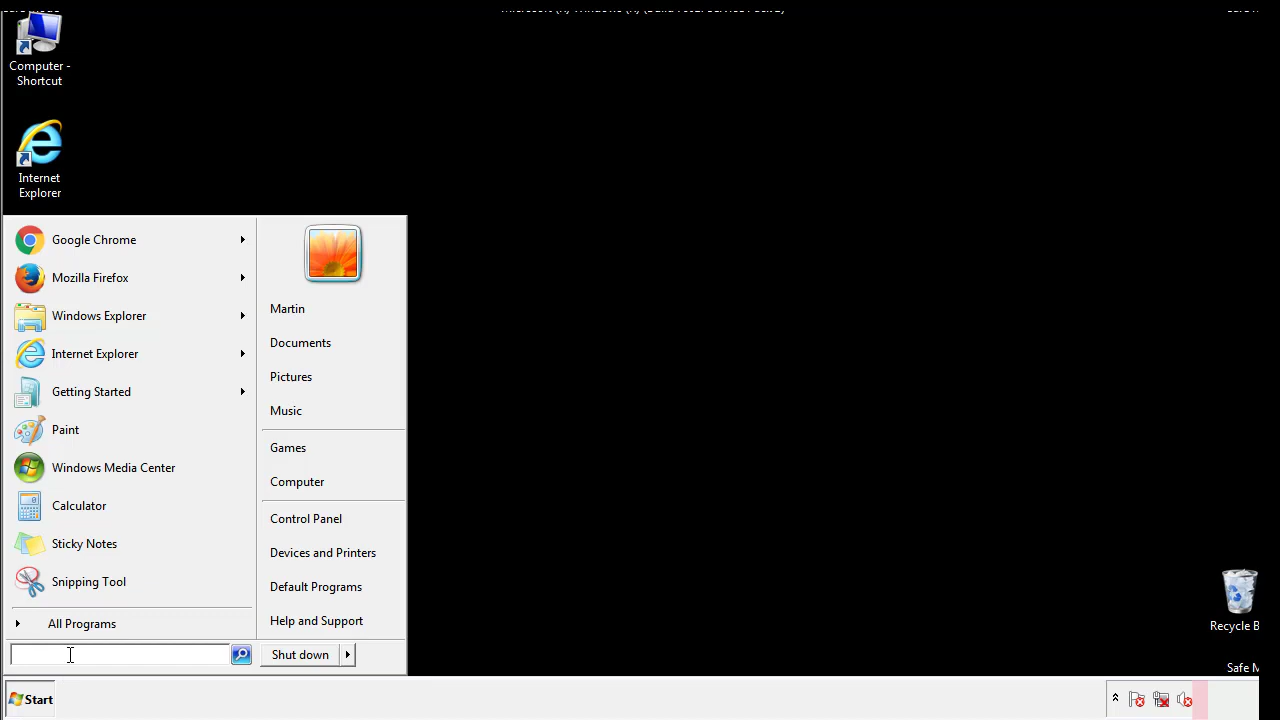 Computer -
Shortcut
Internet
Explorer
Google Chrome
Mozilla Firefox
Windows Explorer
Internet Explorer
Getting Started
Paint
Windows Media Center
Calculator
Sticky Notes
Snipping Tool
All Programs
Martin
Documents
Pictures
Music
Games
Computer
Control Panel
Devices and Printers
Default Programs
Help and Support
Shut down
Recycle B
Safe M
Start